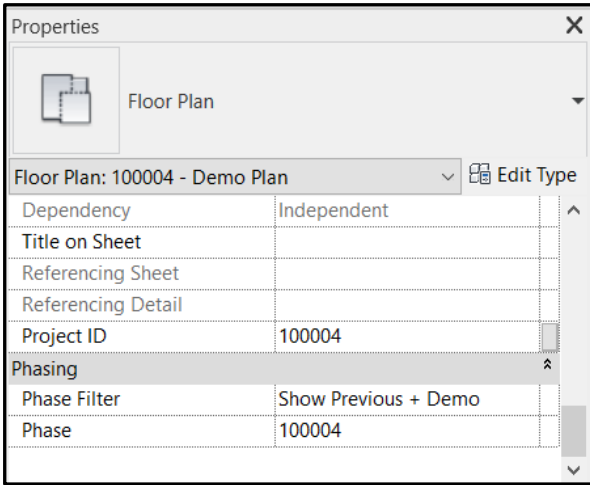 Properties
Floor Plan
Floor Plan: 100004 - Demo Plan Edit Type
Dependency Independent
Title on Sheet
Referencing Sheet
Referencing Detail
Project ID 100004
Phasing
Phase Filter Show Previous + Demo
Phase 100004